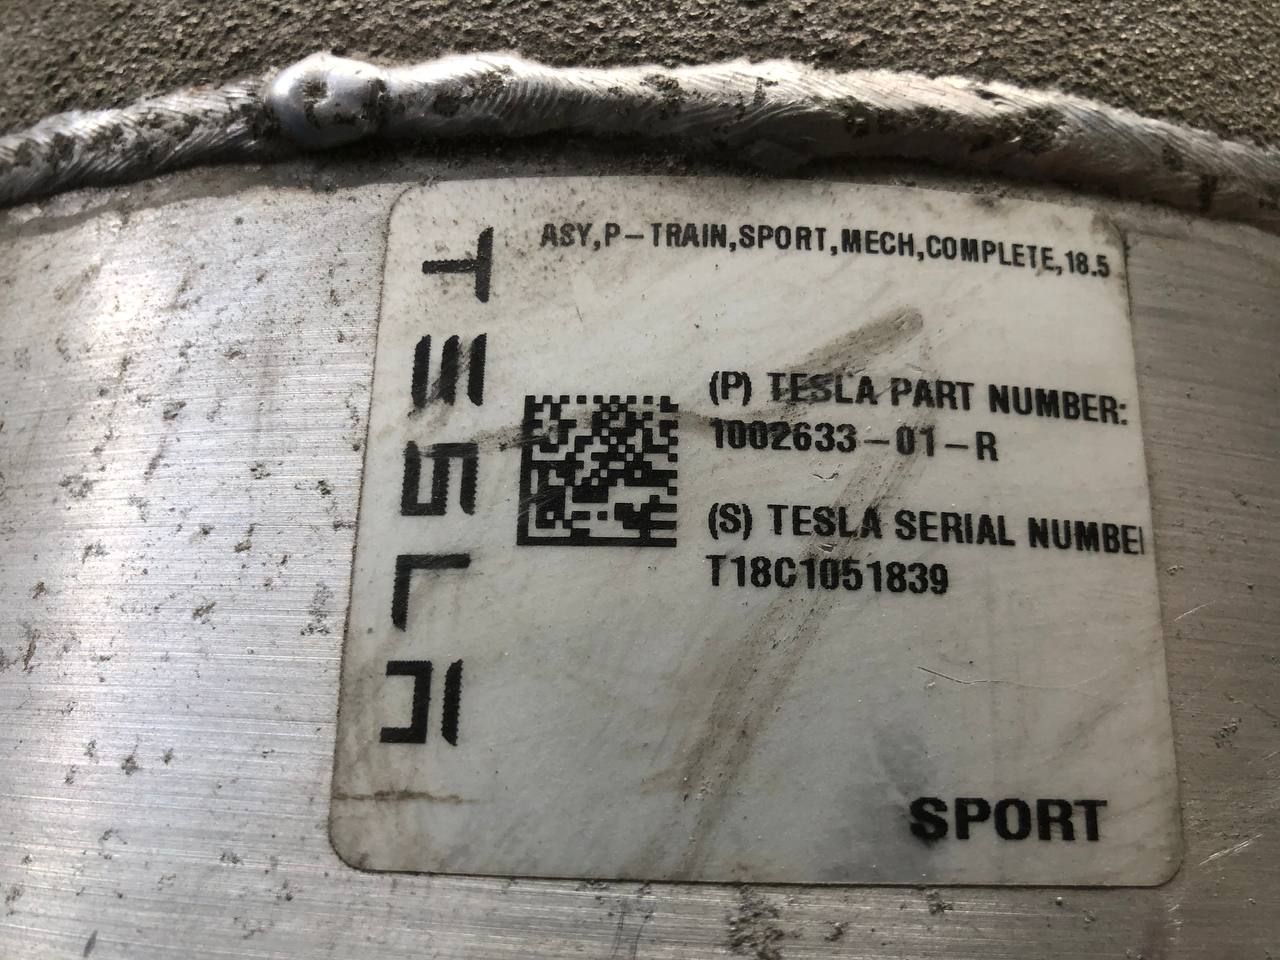 TESLA
ASY,P-TRAIN,SPORT,MECH,COMPLETE,18.5
(P) TESLA PART NUMBER:
1002633-01-R
(S) TESLA SERIAL NUMBE
T18C1051839
SPORT